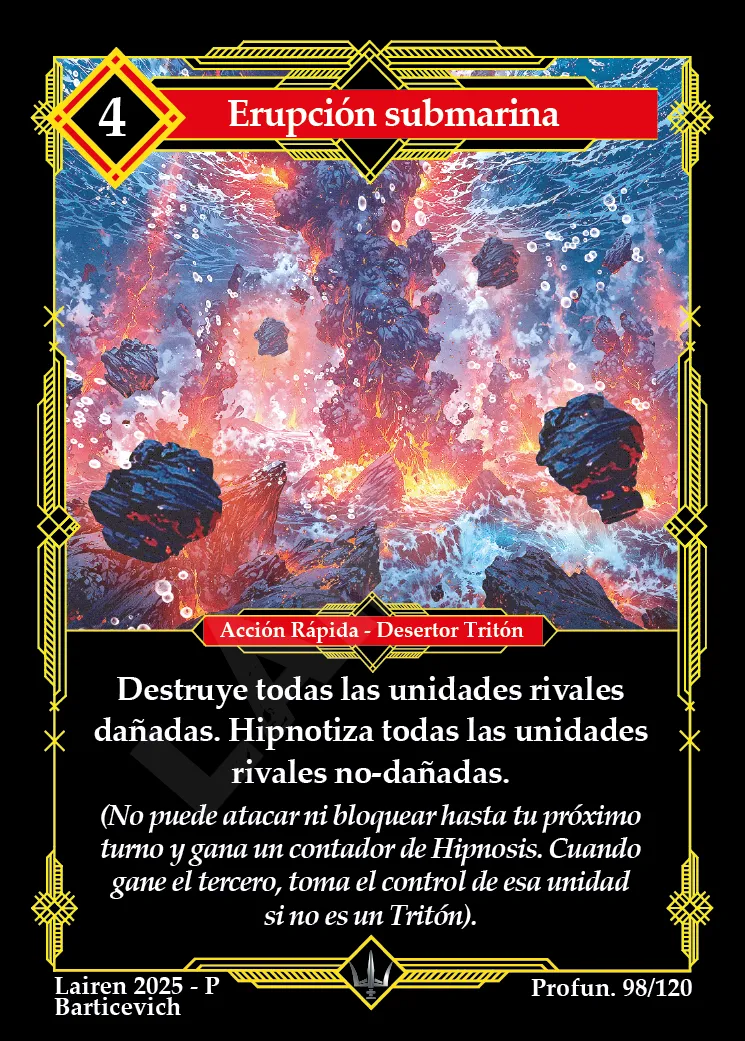 4
Erupción submarina
Acción Rápida - Desertor Tritón
Destruye todas las unidades rivales
dañadas. Hipnotiza todas las unidades
rivales no-dañadas.
(No puede atacar ni bloquear hasta tu próximo
turno y gana un contador de Hipnosis. Cuando
gane el tercero, toma el control de esa unidad
si no es un Tritón).
Lairen 2025 - P
Barticevich
Profun. 98/120